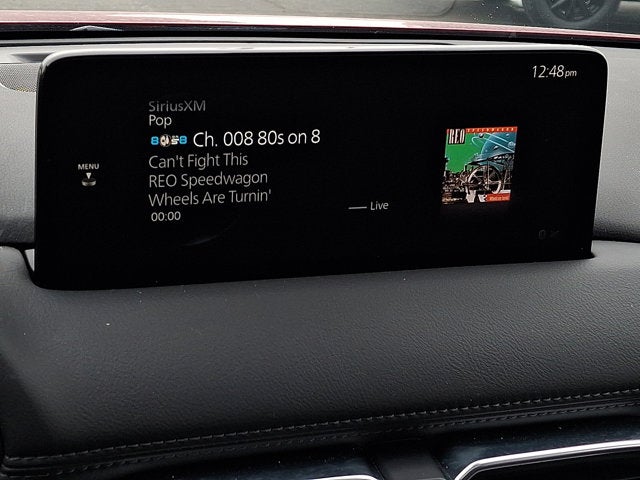 12:48pm
SiriusXM
Pop
Ch. 008 80s on 8
MENU
Can't Fight This
REO Speedwagon
Wheels Are Turnin'
00:00
Live
REO SPEEDWAGON